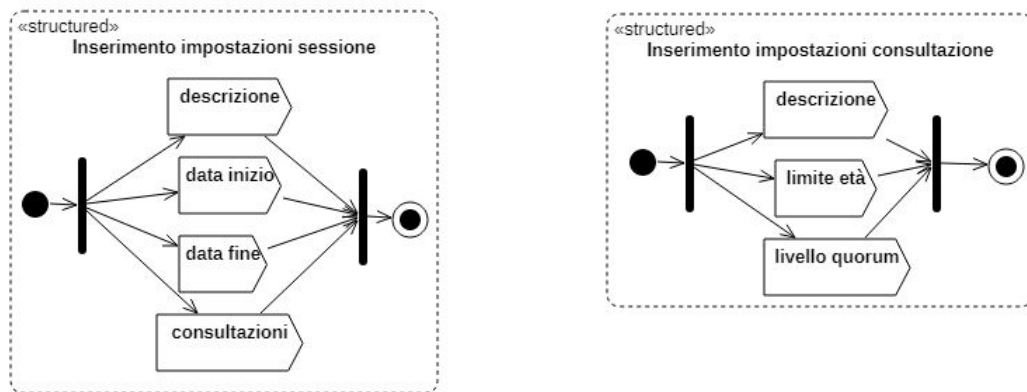 «structured»
Inserimento impostazioni sessione
descrizione
data inizio
data fine
consultazioni
«structured»
Inserimento impostazioni consultazione
descrizione
limite età
livello quorum